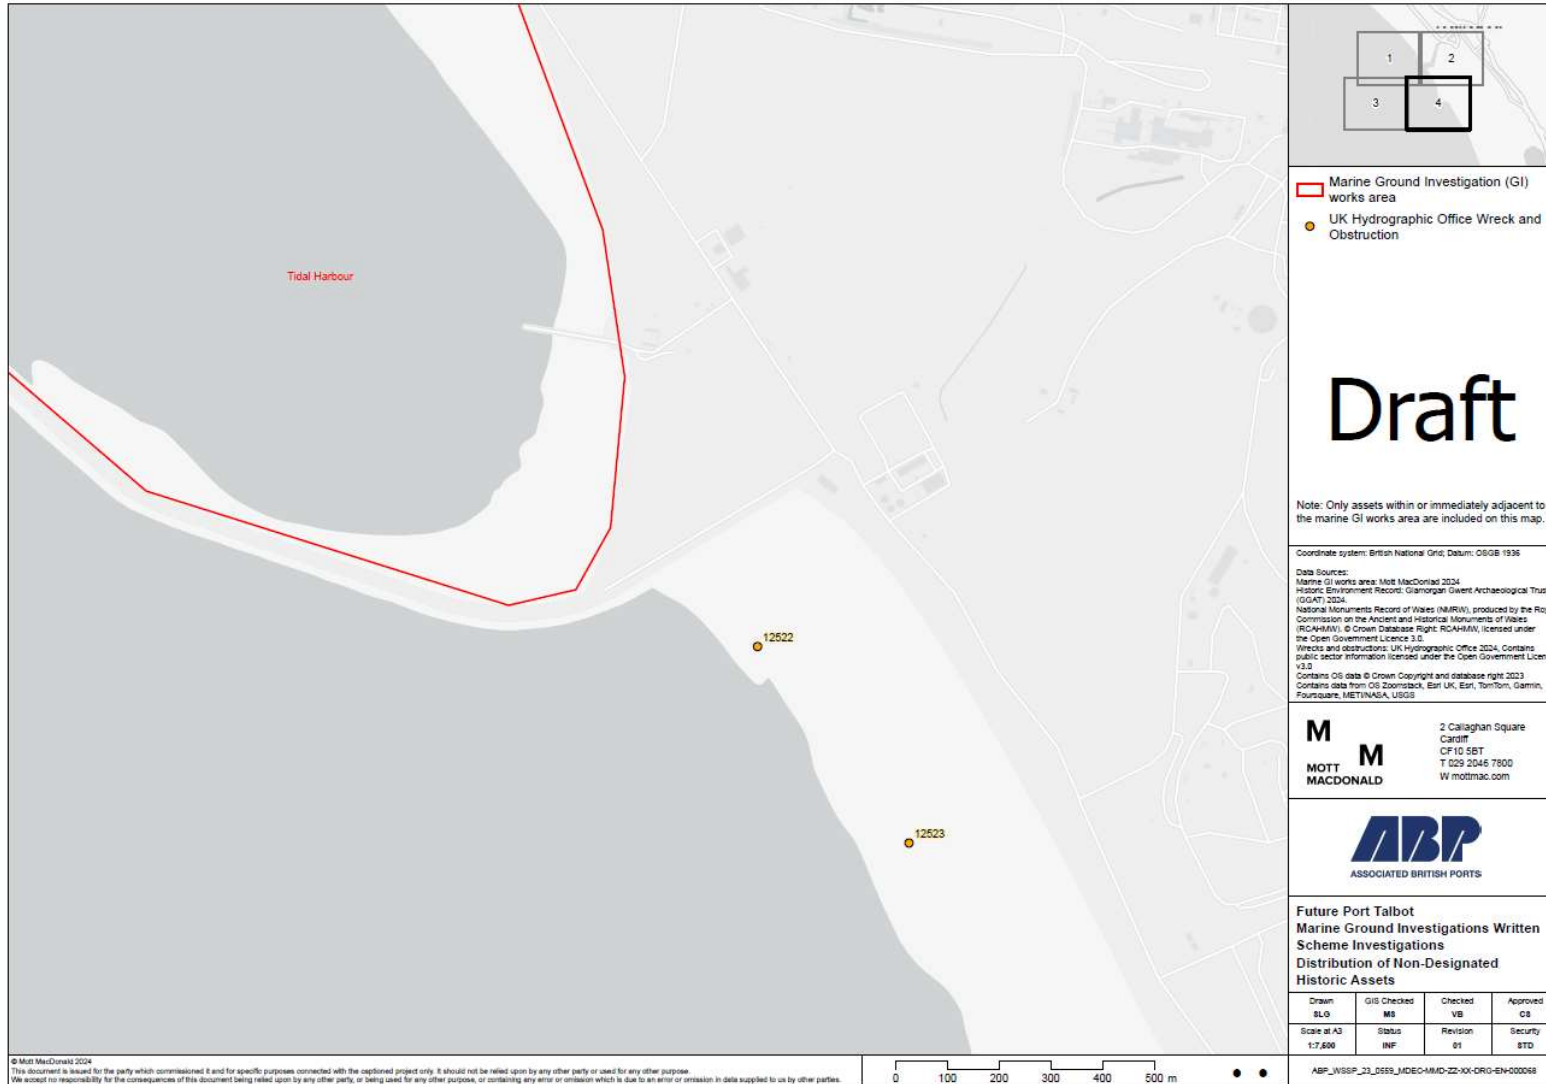 Tidal Harbour
12522
12523
1
2
3
4
Marine Ground Investigation (GI)
works area
UK Hydrographic Office Wreck and
Obstruction
Draft
Note: Only assets within or immediately adjacent to
the marine GI works area are included on this map.
Coordinate system: British National Grid; Datum: OSGB 1936
Data Sources:
Marine GI works area: Mott MacDonlad 2024
Historic Environment Record: Glamorgan Gwent Archaeological Trus
(GGAT) 2024.
National Monuments Record of Wales (NMRW), produced by the Roy
Commission on the Ancient and Historical Monuments of Wales
(RCAHMW). © Crown Database Right: RCAHMW, licensed under
the Open Government Licence 3.0.
Wrecks and obstructions: UK Hydrographic Office 2024, Contains
public sector information licensed under the Open Government Licen
v3.0
Contains OS data © Crown Copyright and database right 2023
Contains data from OS Zoomstack, Esri UK, Esri, TomTom, Garmin,
Foursquare, METI/NASA, USGS
M
M
MOTT
MACDONALD
2 Callaghan Square
Cardiff
CF10 5BT
T 029 2046 7800
W mottmac.com
ABP
ASSOCIATED BRITISH PORTS
Future Port Talbot
Marine Ground Investigations Written
Scheme Investigations
Distribution of Non-Designated
Historic Assets
Drawn GIS Checked Checked Approved
SLG MS VB CS
Scale at A3 Status Revision Security
1:7,500 INF 01 STD
ABP_WSSP_23_0559_MDEC-MMD-ZZ-XX-DRG-EN-000068
© Mott MacDonald 2024
This document is issued for the party which commissioned it and for specific purposes connected with the captioned project only. It should not be relied upon by any other party or used for any other purpose.
We accept no responsibility for the consequences of this document being relied upon by any other party, or being used for any other purpose, or containing any error or omission which is due to an error or omission in data supplied to us by other parties.
0 100 200 300 400 500 m